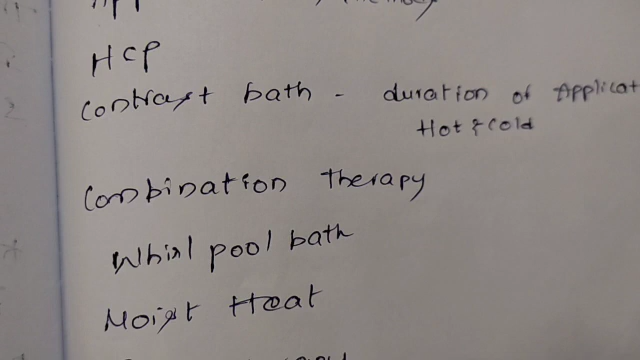 HCP
Contrast bath - duration of Applicat
Hot & Cold
Combination Therapy
Whirl pool bath
Moist Heat